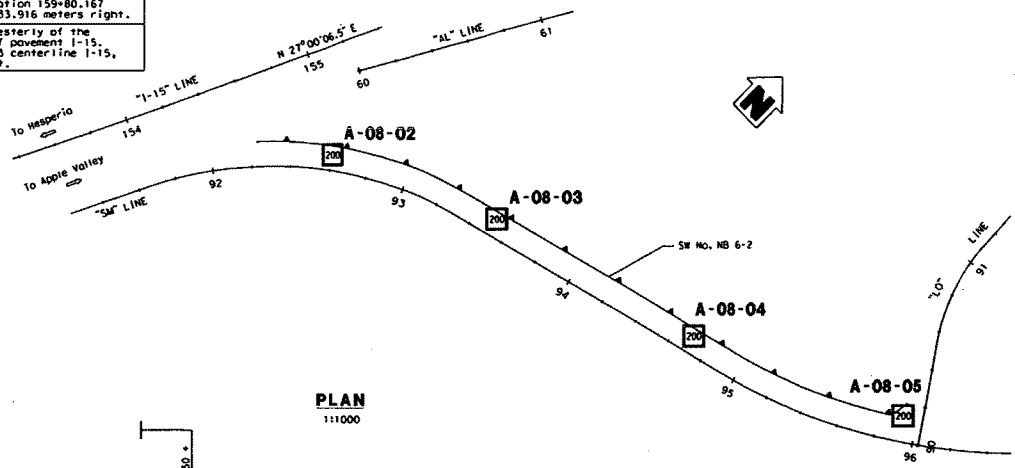 ation 159+80.167
33.916 meters right.
esterly of the
f pavement I-15.
centerline I-15,
t.
N 27°00'06.5" E
"AL" LINE
61
60
155
"I-15" LINE
154
To Hesperia
To Apple Valley
"SW" LINE
N
A-08-02
200
92
93
A-08-03
200
SW No. NB 6-2
94
A-08-04
200
95
A-08-05
200
96
90
"LO" LINE
91
PLAN
1:1000
50 +